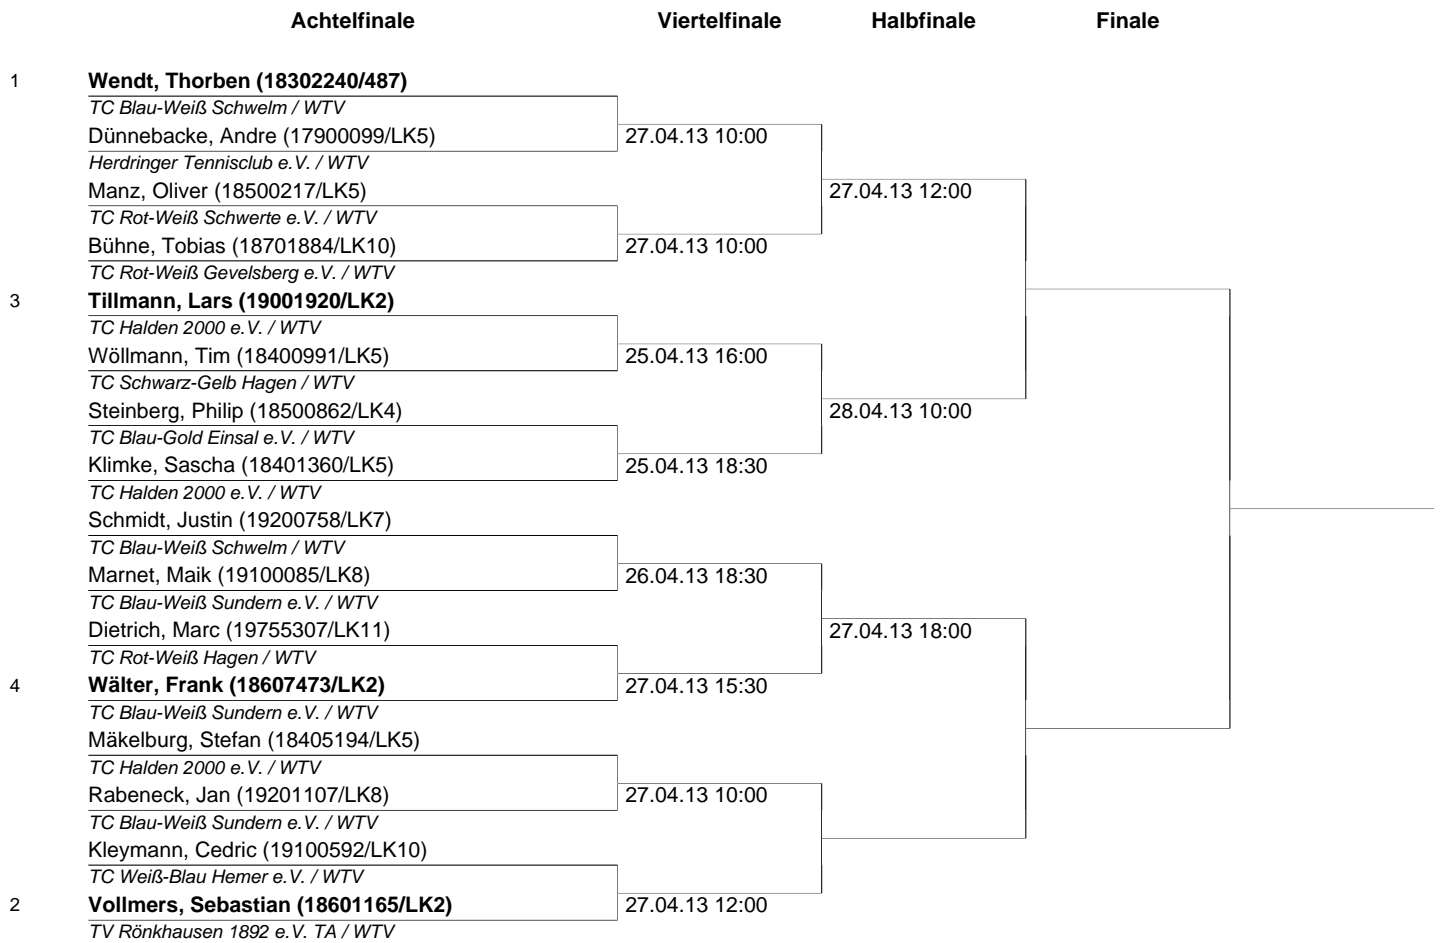 Achtelfinale Viertelfinale Halbfinale Finale
1 Wendt, Thorben (18302240/487)
TC Blau-Weiß Schwelm / WTV
Dünnebacke, Andre (17900099/LK5) 27.04.13 10:00
Herdringer Tennisclub e.V. / WTV
Manz, Oliver (18500217/LK5) 27.04.13 12:00
TC Rot-Weiß Schwerte e.V. / WTV
Bühne, Tobias (18701884/LK10) 27.04.13 10:00
TC Rot-Weiß Gevelsberg e.V. / WTV
3 Tillmann, Lars (19001920/LK2)
TC Halden 2000 e.V. / WTV
Wöllmann, Tim (18400991/LK5) 25.04.13 16:00
TC Schwarz-Gelb Hagen / WTV
Steinberg, Philip (18500862/LK4) 28.04.13 10:00
TC Blau-Gold Einsal e.V. / WTV
Klimke, Sascha (18401360/LK5) 25.04.13 18:30
TC Halden 2000 e.V. / WTV
Schmidt, Justin (19200758/LK7)
TC Blau-Weiß Schwelm / WTV
Marnet, Maik (19100085/LK8) 26.04.13 18:30
TC Blau-Weiß Sundern e.V. / WTV
Dietrich, Marc (19755307/LK11) 27.04.13 18:00
TC Rot-Weiß Hagen / WTV
4 Wälter, Frank (18607473/LK2) 27.04.13 15:30
TC Blau-Weiß Sundern e.V. / WTV
Mäkelburg, Stefan (18405194/LK5)
TC Halden 2000 e.V. / WTV
Rabeneck, Jan (19201107/LK8) 27.04.13 10:00
TC Blau-Weiß Sundern e.V. / WTV
Kleymann, Cedric (19100592/LK10)
TC Weiß-Blau Hemer e.V. / WTV
2 Vollmers, Sebastian (18601165/LK2) 27.04.13 12:00
TV Rönkhausen 1892 e.V. TA / WTV